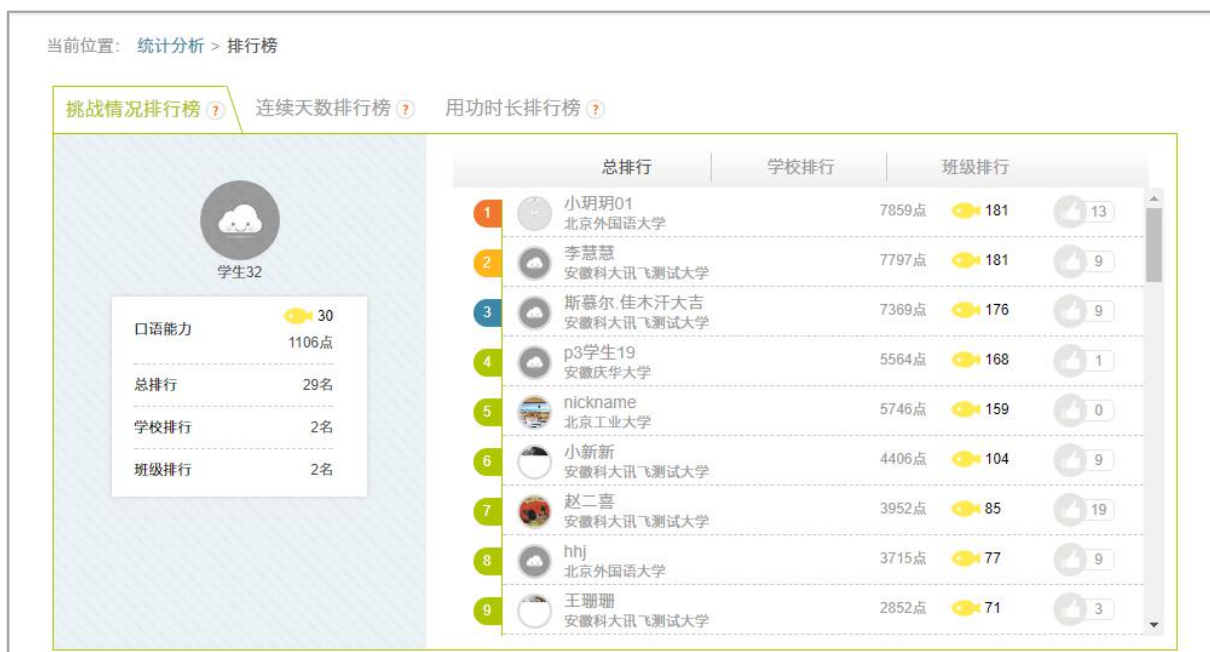 当前位置： 统计分析 > 排行榜
挑战情况排行榜 ? 连续天数排行榜 ? 用功时长排行榜 ?
学生32
口语能力 30
1106点
总排行 29名
学校排行 2名
班级排行 2名
总排行 学校排行 班级排行
1 小玥玥01 7859点 181 13
北京外国语大学
2 李慧慧 7797点 181 9
安徽科大讯飞测试大学
3 斯慕尔.佳木汗大吉 7369点 176 9
安徽科大讯飞测试大学
4 p3学生19 5564点 168 1
安徽庆华大学
5 nickname 5746点 159 0
北京工业大学
6 小新新 4406点 104 9
安徽科大讯飞测试大学
7 赵二喜 3952点 85 19
安徽科大讯飞测试大学
8 hhj 3715点 77 9
北京外国语大学
9 王珊珊 2852点 71 3
安徽科大讯飞测试大学